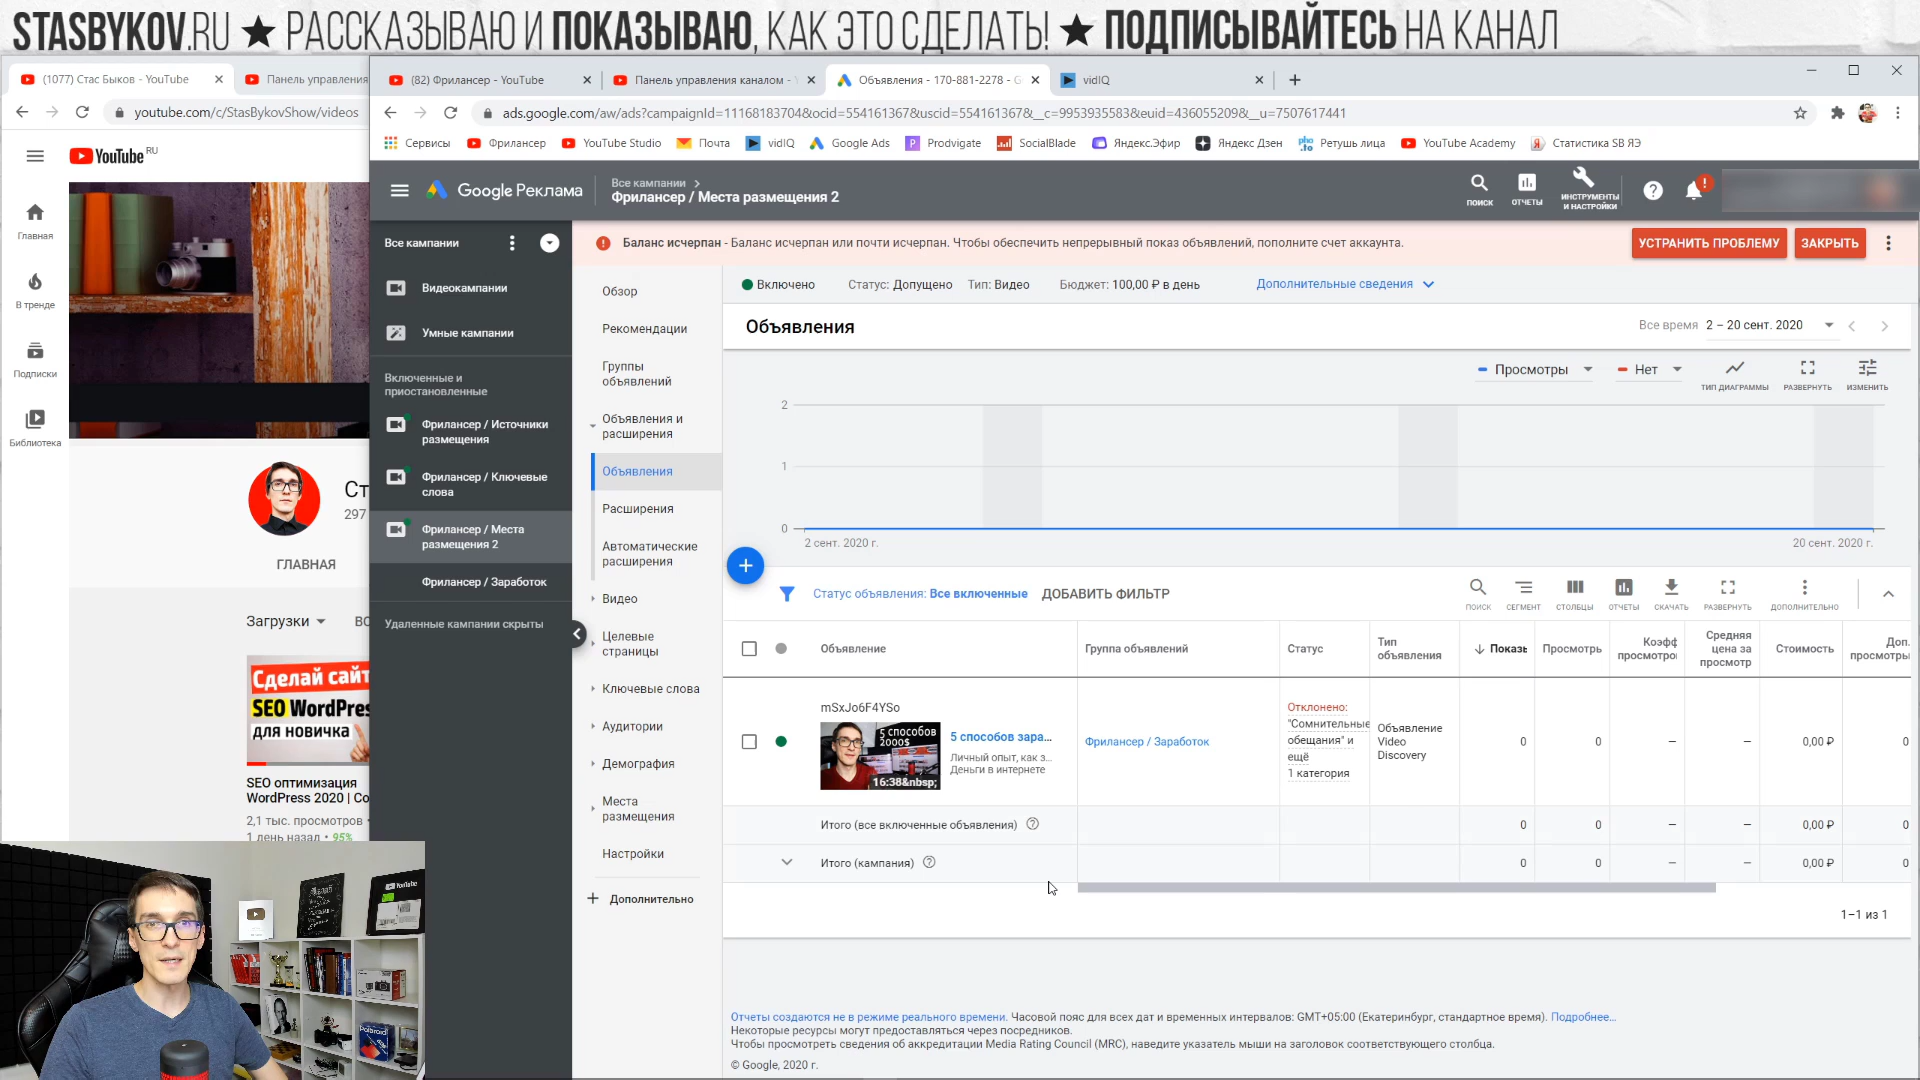 STASBYKOV.RU ★ РАССКАЗЫВАЮ И ПОКАЗЫВАЮ, КАК ЭТО СДЕЛАТЬ! ★ ПОДПИСЫВАЙТЕСЬ НА КАНАЛ
(1077) Стас Быков - YouTube
Панель управления
(82) Фрилансер - YouTube
Панель управления каналом -
Объявления - 170-881-2278 - G
vidIQ
youtube.com/c/StasBykovShow/videos
ads.google.com/aw/ads?campaignId=11168183704&ocid=554161367&uscid=554161367&__c=9953935583&euid=4360552098&__u=7507617441
Сервисы
Фрилансер
YouTube Studio
Почта
vidIQ
Google Ads
Prodvigate
SocialBlade
Яндекс.Эфир
Яндекс Дзен
Ретушь лица
YouTube Academy
Статистика SB ЯЭ
YouTube RU
Главная
В тренде
Подписки
Библиотека
Ст
297
ГЛАВНАЯ
Загрузки
Сделай сайт
SEO WordPres
для новичка
SEO оптимизация
WordPress 2020 | Co
2,1 тыс. просмотров •
1 день назад • 95%
Google Реклама
Все кампании >
Фрилансер / Места размещения 2
ПОИСК
ОТЧЕТЫ
ИНСТРУМЕНТЫ
И НАСТРОЙКИ
Все кампании
Видеокампании
Умные кампании
Включенные и
приостановленные
Фрилансер / Источники
размещения
Фрилансер / Ключевые
слова
Фрилансер / Места
размещения 2
Фрилансер / Заработок
Удаленные кампании скрыты
Баланс исчерпан - Баланс исчерпан или почти исчерпан. Чтобы обеспечить непрерывный показ объявлений, пополните счет аккаунта.
УСТРАНИТЬ ПРОБЛЕМУ
ЗАКРЫТЬ
Обзор
Рекомендации
Группы
объявлений
Объявления и
расширения
Объявления
Расширения
Автоматические
расширения
Видео
Целевые
страницы
Ключевые слова
Аудитории
Демография
Места
размещения
Настройки
Дополнительно
Включено
Статус: Допущено
Тип: Видео
Бюджет: 100,00 ₽ в день
Дополнительные сведения
Объявления
Все время
2 – 20 сент. 2020
Просмотры
Нет
ТИП ДИАГРАММЫ
РАЗВЕРНУТЬ
ИЗМЕНИТЬ
2
1
0
2 сент. 2020 г.
20 сент. 2020 г.
Статус объявления: Все включенные
ДОБАВИТЬ ФИЛЬТР
ПОИСК
СЕГМЕНТ
СТОЛБЦЫ
ОТЧЕТЫ
СКАЧАТЬ
РАЗВЕРНУТЬ
ДОПОЛНИТЕЛЬНО
Объявление
Группа объявлений
Статус
Тип
объявления
Показы
Просмотры
Коэфф
просмотро
Средняя
цена за
просмотр
Стоимость
Доп.
просмотры
mSxJo6F4YSo
5 способов
2000$
16:38&nbsp;
5 способов зара...
Личный опыт, как з...
Деньги в интернете
Фрилансер / Заработок
Отклонено:
"Сомнительные
обещания" и
ещё
1 категория
Объявление
Video
Discovery
0
0
—
—
0,00 ₽
0
Итого (все включенные объявления)
0
0
—
—
0,00 ₽
0
Итого (кампания)
0
0
—
—
0,00 ₽
0
1–1 из 1
Отчеты создаются не в режиме реального времени. Часовой пояс для всех дат и временных интервалов: GMT+05:00 (Екатеринбург, стандартное время). Подробнее...
Некоторые ресурсы могут предоставляться через посредников.
Чтобы просмотреть сведения об аккредитации Media Rating Council (MRC), наведите указатель мыши на заголовок соответствующего столбца.
© Google, 2020 г.
YouTube
Polaroid